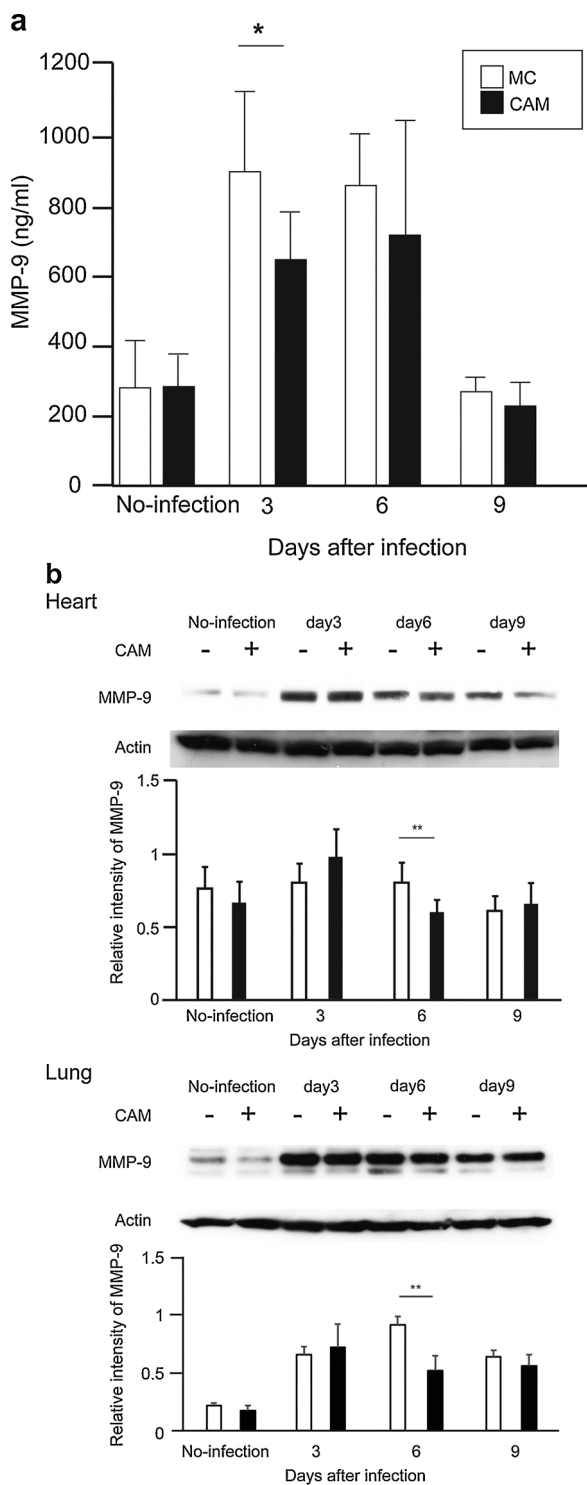 a
*
1200
1000
800
600
400
200
0
MMP-9 (ng/ml)
MC
CAM
No-infection 3 6 9
Days after infection
b
Heart
No-infection day3 day6 day9
CAM - + - + - + - +
MMP-9
Actin
1.5
1
0.5
0
Relative intensity of MMP-9
**
No-infection 3 6 9
Days after infection
Lung
No-infection day3 day6 day9
CAM - + - + - + - +
MMP-9
Actin
1.5
1
0.5
0
Relative intensity of MMP-9
**
No-infection 3 6 9
Days after infection